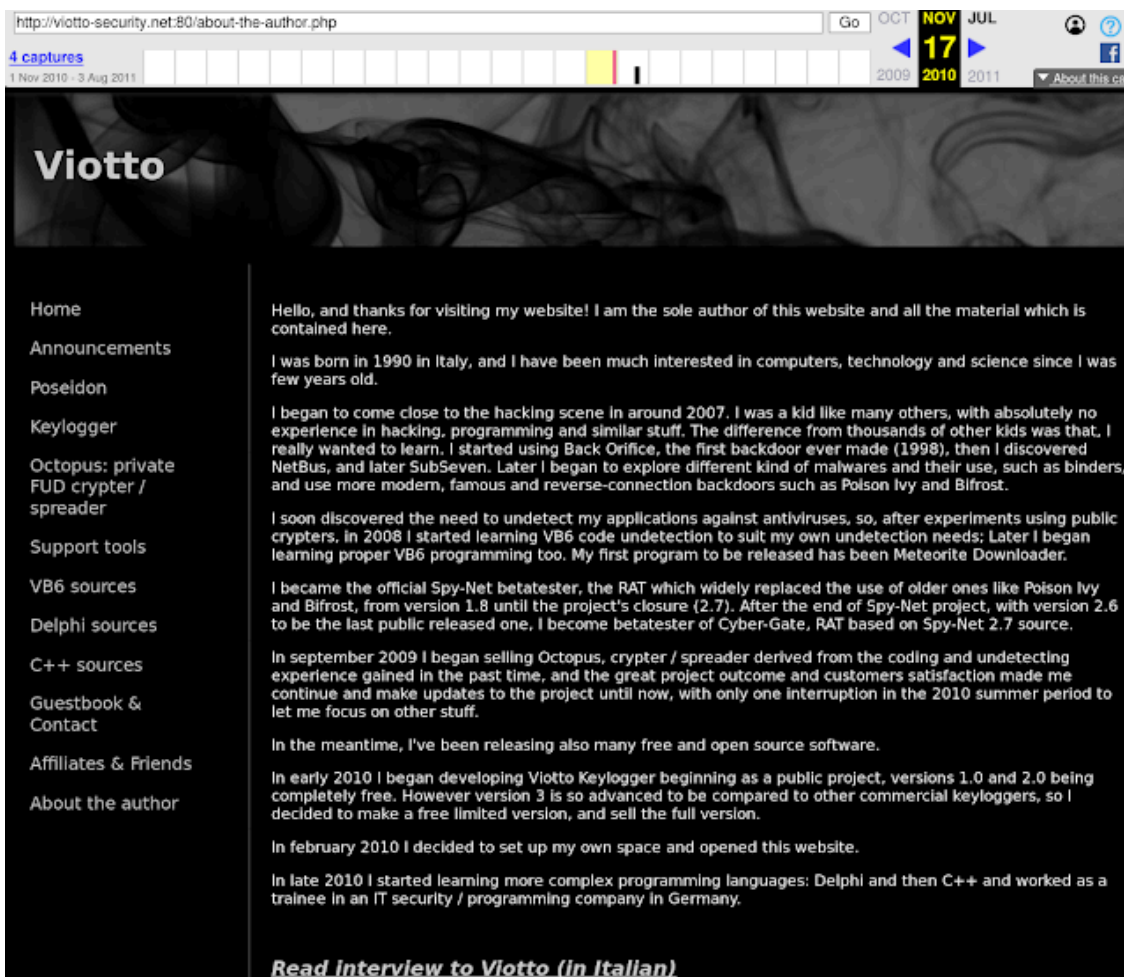 http://viotto-security.net:80/about-the-author.php
Go
OCT
NOV
JUL
4 captures
17
1 Nov 2010 - 3 Aug 2011
2009
2010
2011
▼ About this ca
Viotto
Home
Announcements
Poseidon
Keylogger
Octopus: private
FUD crypter /
spreader
Support tools
VB6 sources
Delphi sources
C++ sources
Guestbook &
Contact
Affiliates & Friends
About the author
Hello, and thanks for visiting my website! I am the sole author of this website and all the material which is
contained here.
I was born in 1990 in Italy, and I have been much interested in computers, technology and science since I was
few years old.
I began to come close to the hacking scene in around 2007. I was a kid like many others, with absolutely no
experience in hacking, programming and similar stuff. The difference from thousands of other kids was that, I
really wanted to learn. I started using Back Orifice, the first backdoor ever made (1998), then I discovered
NetBus, and later SubSeven. Later I began to explore different kind of malwares and their use, such as binders,
and use more modern, famous and reverse-connection backdoors such as Poison Ivy and Bifrost.
I soon discovered the need to undetect my applications against antiviruses, so, after experiments using public
crypters, in 2008 I started learning VB6 code undetection to suit my own undetection needs; Later I began
learning proper VB6 programming too. My first program to be released has been Meteorite Downloader.
I became the official Spy-Net betatester, the RAT which widely replaced the use of older ones like Poison Ivy
and Bifrost, from version 1.8 until the project's closure (2.7). After the end of Spy-Net project, with version 2.6
to be the last public released one, I become betatester of Cyber-Gate, RAT based on Spy-Net 2.7 source.
In september 2009 I began selling Octopus, crypter / spreader derived from the coding and undetecting
experience gained in the past time, and the great project outcome and customers satisfaction made me
continue and make updates to the project until now, with only one interruption in the 2010 summer period to
let me focus on other stuff.
In the meantime, I've been releasing also many free and open source software.
In early 2010 I began developing Viotto Keylogger beginning as a public project, versions 1.0 and 2.0 being
completely free. However version 3 is so advanced to be compared to other commercial keyloggers, so I
decided to make a free limited version, and sell the full version.
In february 2010 I decided to set up my own space and opened this website.
In late 2010 I started learning more complex programming languages: Delphi and then C++ and worked as a
trainee in an IT security / programming company in Germany.
Read interview to Viotto (in Italian)